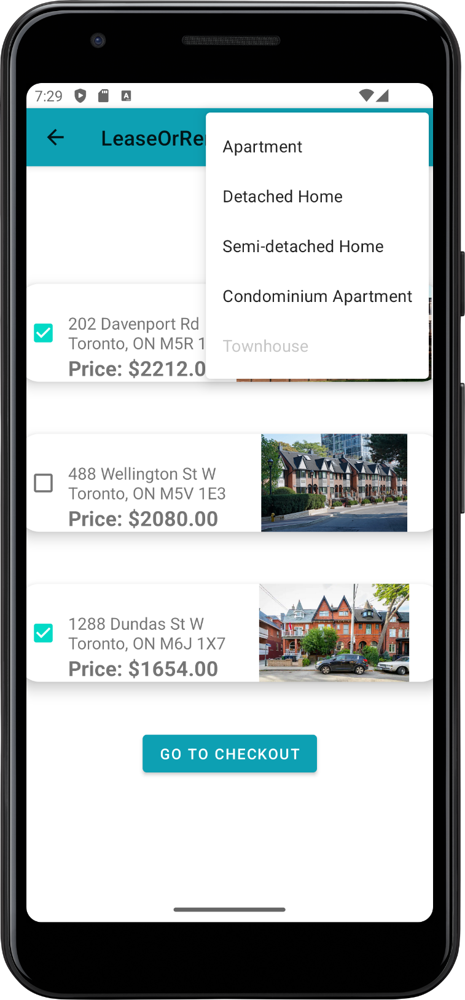 7:29
LeaseOrRe
Apartment
Detached Home
Semi-detached Home
Condominium Apartment
Townhouse
202 Davenport Rd
Toronto, ON M5R 1
Price: $2212.0
488 Wellington St W
Toronto, ON M5V 1E3
Price: $2080.00
1288 Dundas St W
Toronto, ON M6J 1X7
Price: $1654.00
GO TO CHECKOUT